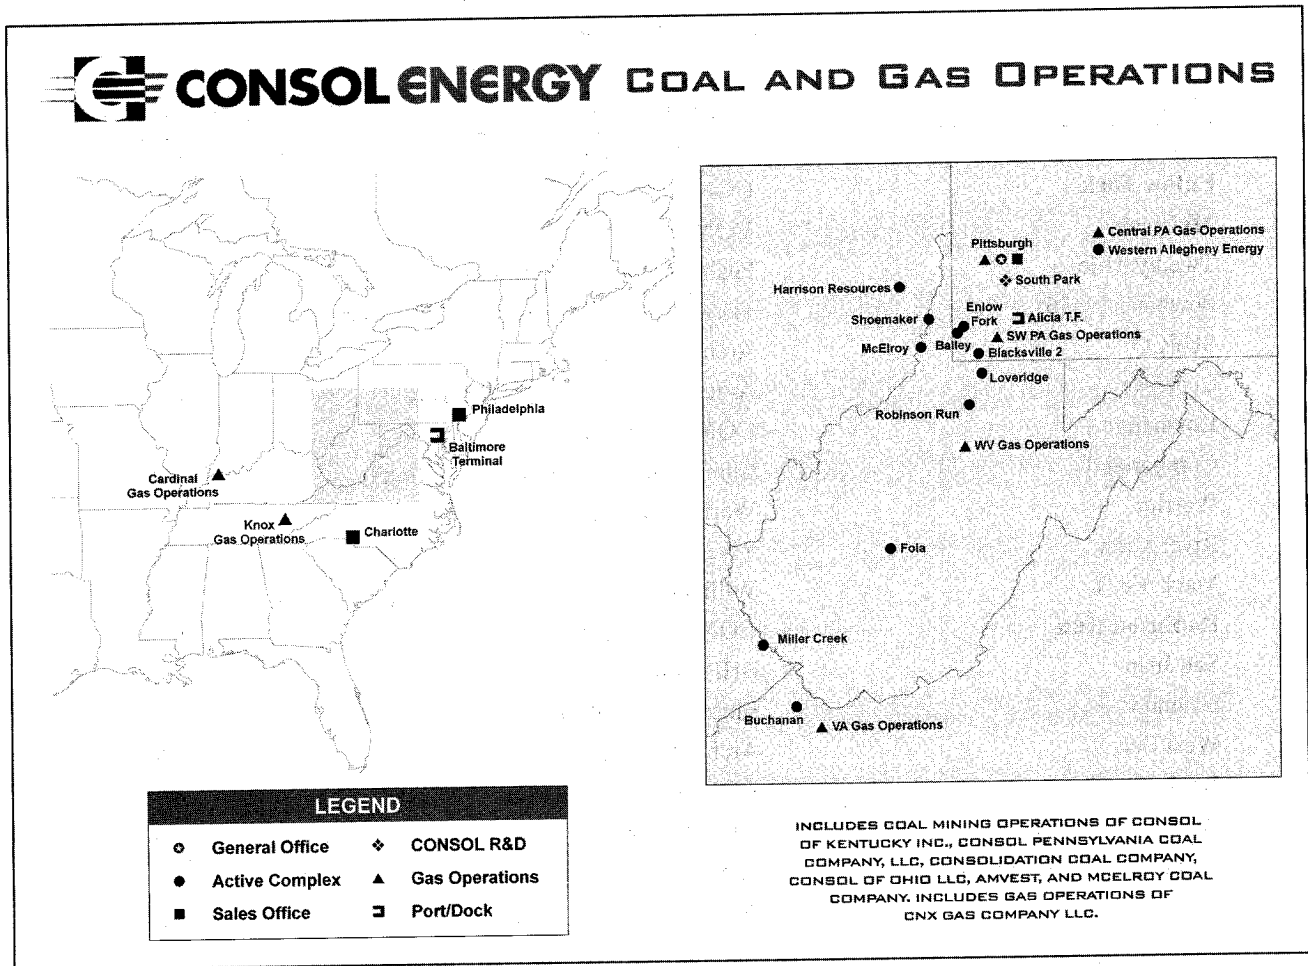 CONSOL ENERGY COAL AND GAS OPERATIONS
Philadelphia
Baltimore
Terminal
Cardinal
Gas Operations
Knox
Gas Operations
Charlotte
Central PA Gas Operations
Western Allegheny Energy
Pittsburgh
South Park
Harrison Resources
Enlow
Fork
Alicia T.F.
Shoemaker
SW PA Gas Operations
McElroy
Bailey
Blacksville 2
Loveridge
Robinson Run
WV Gas Operations
Fola
Miller Creek
Buchanan
VA Gas Operations
LEGEND
General Office
CONSOL R&D
Active Complex
Gas Operations
Sales Office
Port/Dock
INCLUDES COAL MINING OPERATIONS OF CONSOL
OF KENTUCKY INC., CONSOL PENNSYLVANIA COAL
COMPANY, LLC, CONSOLIDATION COAL COMPANY,
CONSOL OF OHIO LLC, AMVEST, AND MCELROY COAL
COMPANY. INCLUDES GAS OPERATIONS OF
CNX GAS COMPANY LLC.